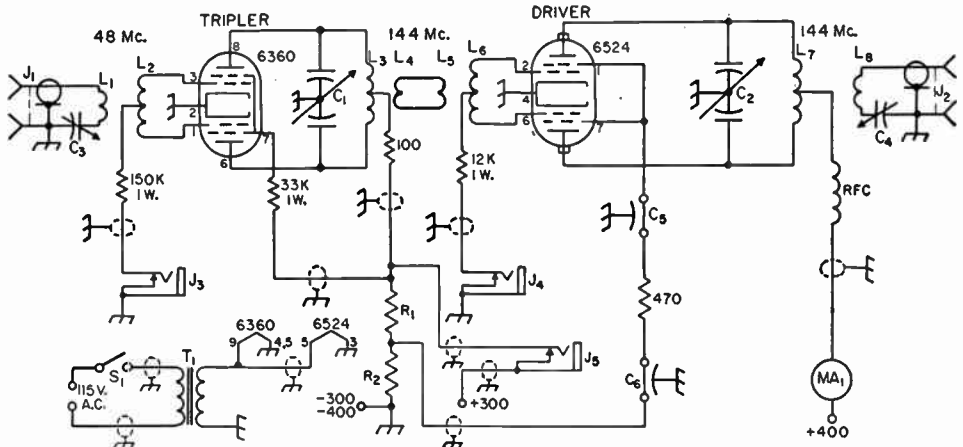 TRIPLER
DRIVER
48 Mc.
6360
144 Mc.
6524
144 Mc.
J1
L1
L2
L3
L4
L5
L6
L7
L8
J2
8
3
2
1
7
6
2
4
6
1
7
C1
C2
C3
C4
150K
1W.
33K
1W.
100
12K
1W.
C5
RFC
J3
J4
470
R1
6360
6524
9
4,5
5
3
T1
S1
115V.
A.C.
R2
-300
-400
J5
+300
C6
MA1
+400